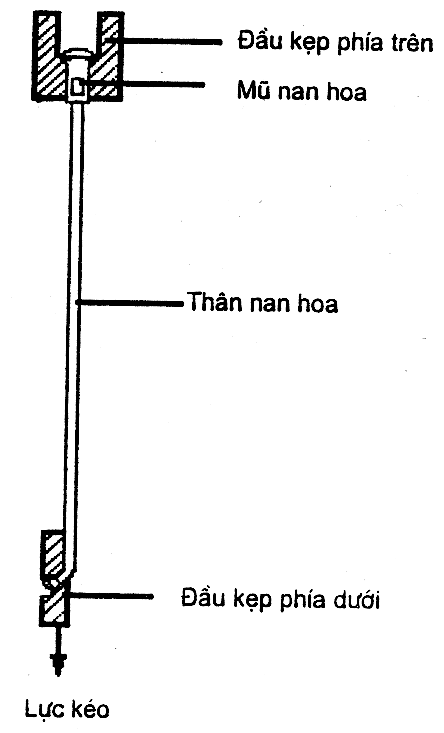 Đầu kẹp phía trên
Mũ nan hoa
Thân nan hoa
Đầu kẹp phía dưới
Lực kéo